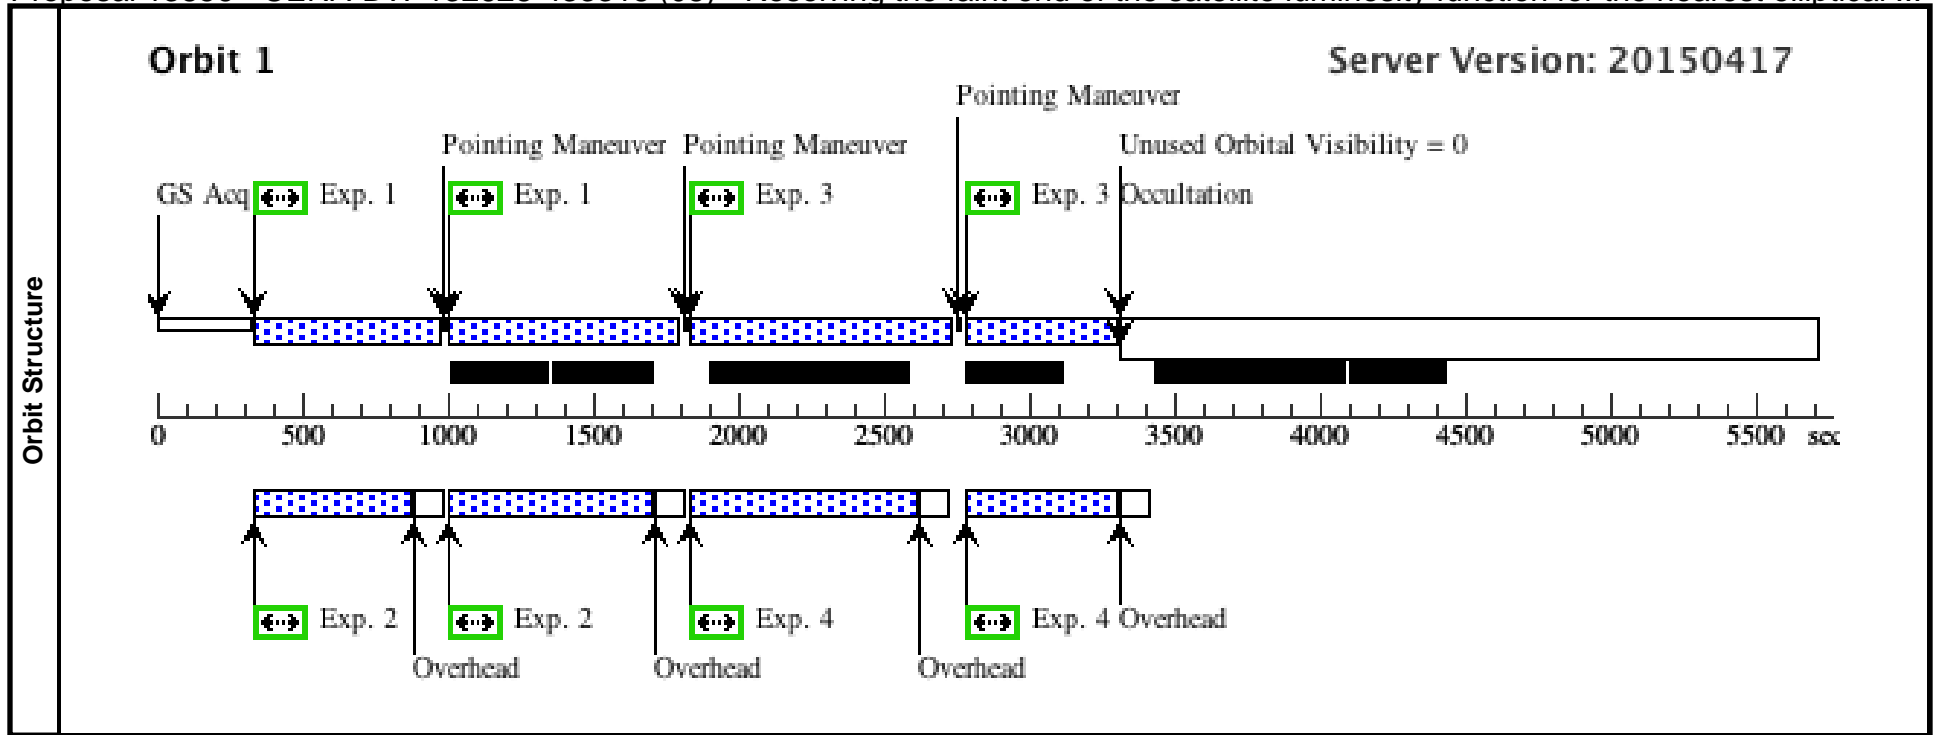 Orbit 1
Server Version: 20150417
Pointing Maneuver
Pointing Maneuver Pointing Maneuver
Unused Orbital Visibility = 0
GS Acq
Exp. 1
Exp. 1
Exp. 3
Exp. 3
Occultation
Orbit Structure
0 500 1000 1500 2000 2500 3000 3500 4000 4500 5000 5500 sec
Exp. 2
Exp. 2
Exp. 4
Exp. 4
Overhead
Overhead
Overhead
Overhead